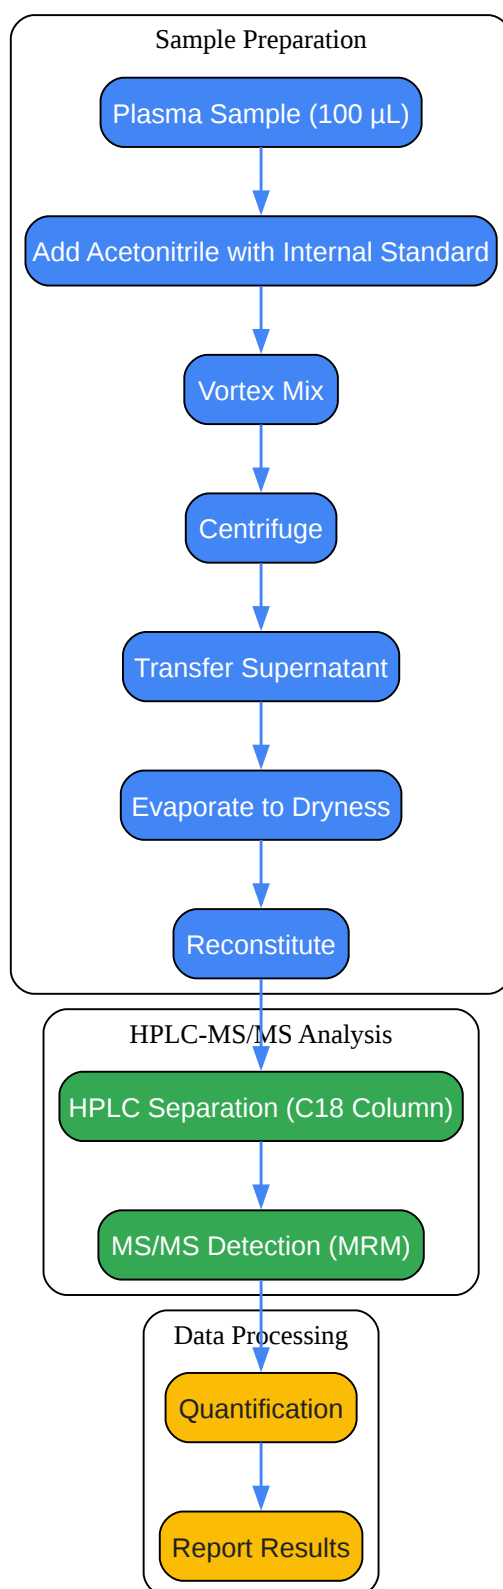 Sample Preparation
Plasma Sample (100 µL)
Add Acetonitrile with Internal Standard
Vortex Mix
Centrifuge
Transfer Supernatant
Evaporate to Dryness
Reconstitute
HPLC-MS/MS Analysis
HPLC Separation (C18 Column)
MS/MS Detection (MRM)
Data Processing
Quantification
Report Results